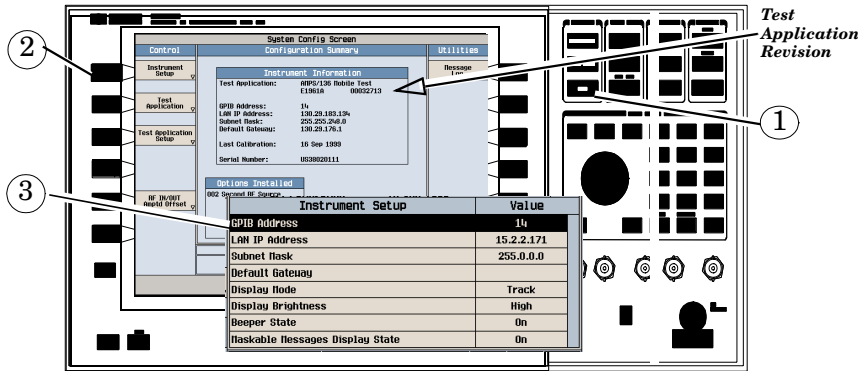 Test
Application
Revision
System Config Screen
Control
Configuration Summary
Utilities
Instrument
Setup
Message
Log
Instrument Information
Test Application: AMPS/136 Mobile Test
E1961A 00032713
GPIB Address: 14
LAN IP Address: 130.29.183.134
Subnet Mask: 255.255.248.0
Default Gateway: 130.29.176.1
Last Calibration: 16 Sep 1999
Serial Number: US38020111
Test
Application
Test Application
Setup
Options Installed
002 Second RF Source
RF IN/OUT
Amptd Offset
Instrument Setup Value
GPIB Address 14
LAN IP Address 15.2.2.171
Subnet Mask 255.0.0.0
Default Gateway
Display Mode Track
Display Brightness High
Beeper State On
Maskable Messages Display State On
1
2
3